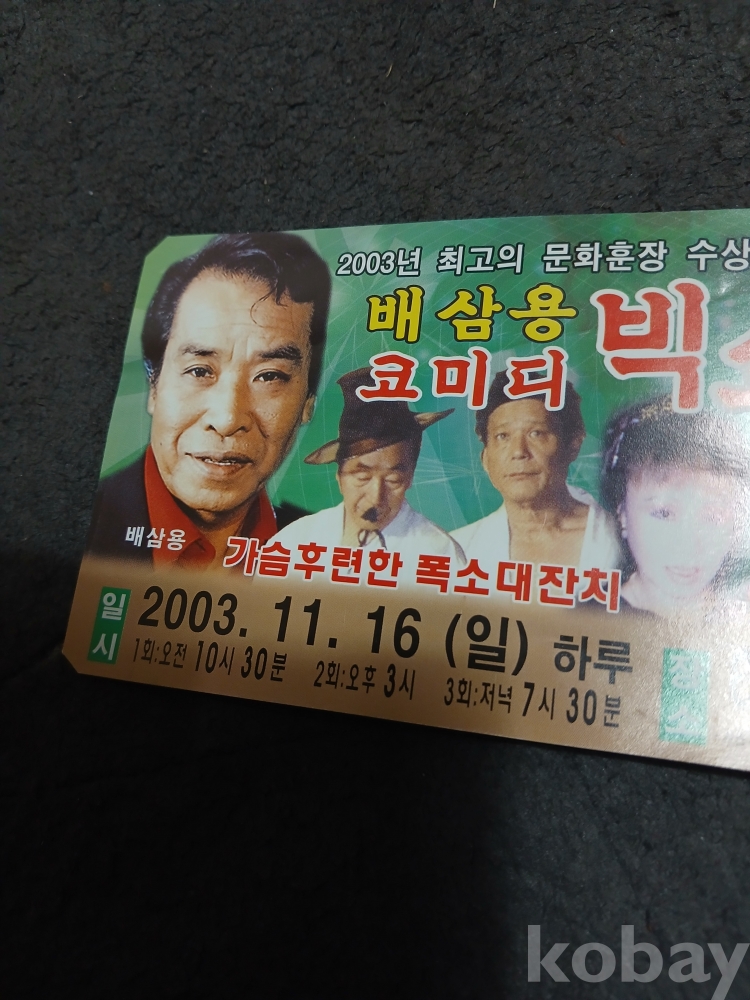 2003년 최고의 문화훈장 수상
배삼용
코미디 빅
배삼용
가슴후련한 폭소대잔치
일시 2003. 11. 16 (일) 하루
1회:오전 10시 30분 2회:오후 3시 3회:저녁 7시 30분
장소
kobay